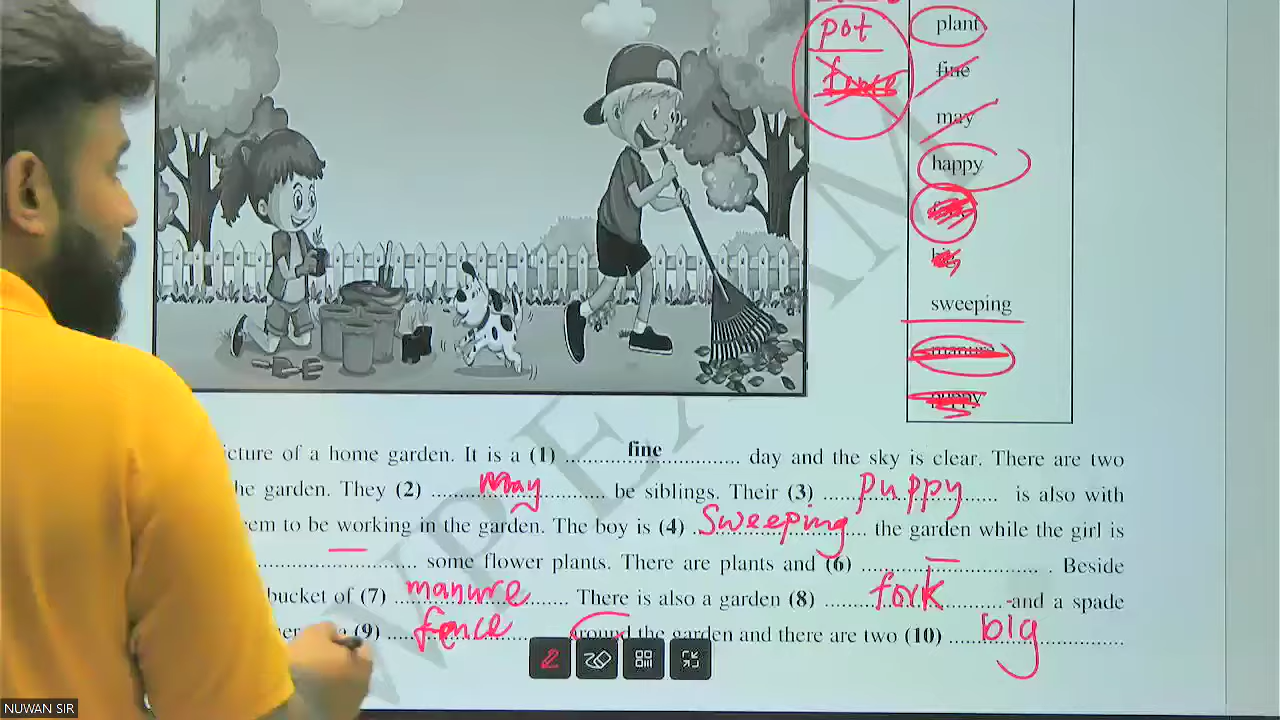 pot
fence
plant
fine
may
happy
big
sweeping
manure
puppy
icture of a home garden. It is a (1) ........ fine ........ day and the sky is clear. There are two
he garden. They (2) ........ may ........ be siblings. Their (3) ........ puppy ........ is also with
em to be working in the garden. The boy is (4) ........ Sweeping ........ the garden while the girl is
........ some flower plants. There are plants and (6) ........ . Beside
bucket of (7) ........ manure ........ There is also a garden (8) ........ fork ........ and a spade
(9) ........ fence ........ around the garden and there are two (10) ........ big ........
NUWAN SIR